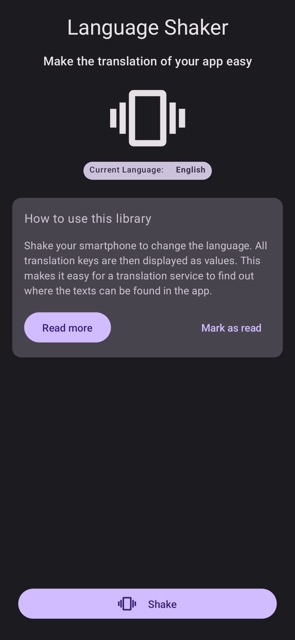 Language Shaker
Make the translation of your app easy
Current Language: English
How to use this library
Shake your smartphone to change the language. All
translation keys are then displayed as values. This
makes it easy for a translation service to find out
where the texts can be found in the app.
Read more
Mark as read
Shake